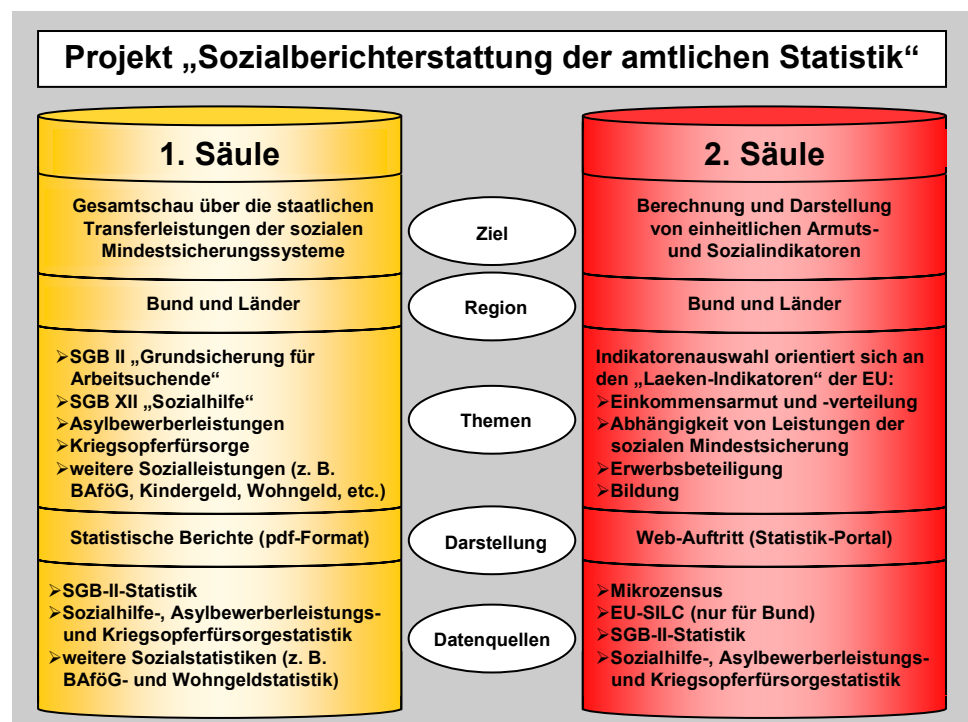 Projekt „Sozialberichterstattung der amtlichen Statistik“
1. Säule
Gesamtschau über die staatlichen
Transferleistungen der sozialen
Mindestsicherungssysteme
Bund und Länder
➢SGB II „Grundsicherung für
Arbeitsuchende“
➢SGB XII „Sozialhilfe“
➢Asylbewerberleistungen
➢Kriegsopferfürsorge
➢weitere Sozialleistungen (z. B.
BAföG, Kindergeld, Wohngeld, etc.)
Statistische Berichte (pdf-Format)
➢SGB-II-Statistik
➢Sozialhilfe-, Asylbewerberleistungs-
und Kriegsopferfürsorgestatistik
➢weitere Sozialstatistiken (z. B.
BAföG- und Wohngeldstatistik)
Ziel
Region
Themen
Darstellung
Datenquellen
2. Säule
Berechnung und Darstellung
von einheitlichen Armuts-
und Sozialindikatoren
Bund und Länder
Indikatorenauswahl orientiert sich an
den „Laeken-Indikatoren“ der EU:
➢Einkommensarmut und -verteilung
➢Abhängigkeit von Leistungen der
sozialen Mindestsicherung
➢Erwerbsbeteiligung
➢Bildung
Web-Auftritt (Statistik-Portal)
➢Mikrozensus
➢EU-SILC (nur für Bund)
➢SGB-II-Statistik
➢Sozialhilfe-, Asylbewerberleistungs-
und Kriegsopferfürsorgestatistik